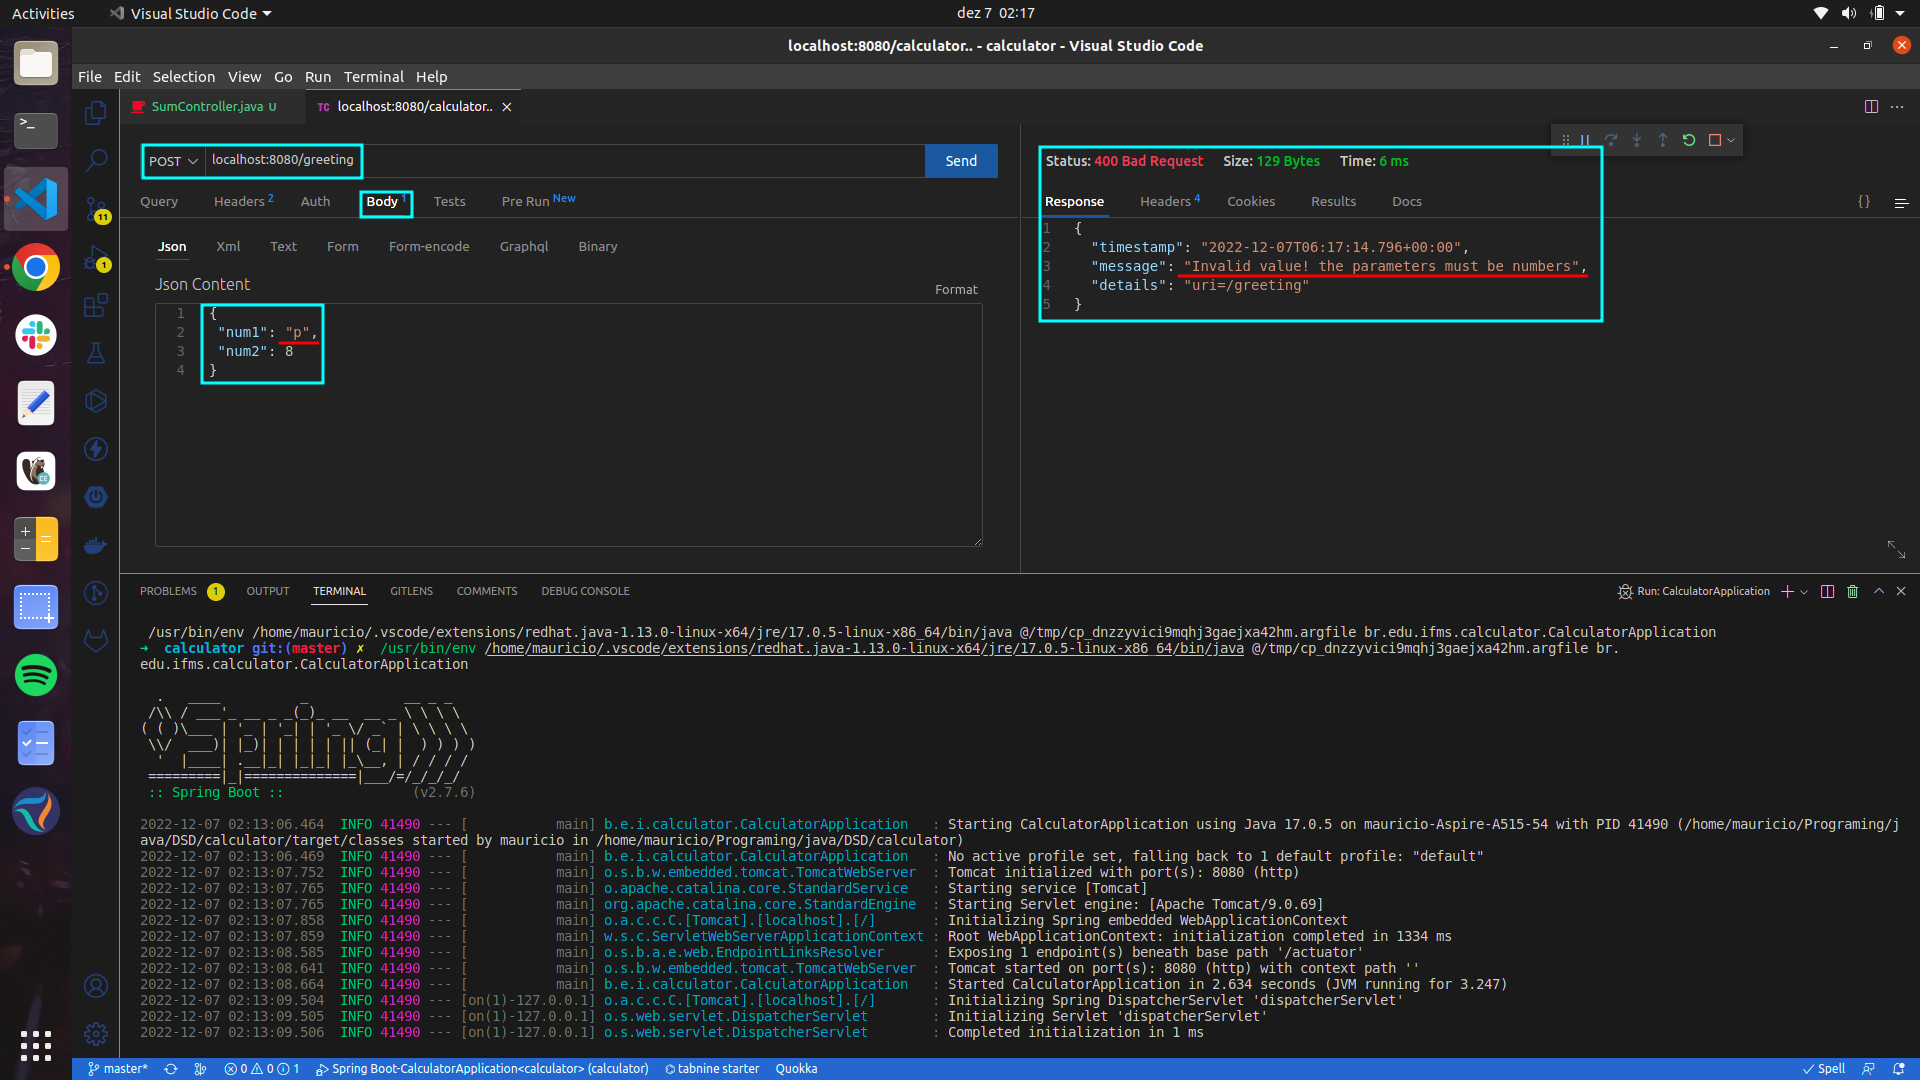 Activities
Visual Studio Code
dez 7 02:17
localhost:8080/calculator.. - calculator - Visual Studio Code
File Edit Selection View Go Run Terminal Help
SumController.java U
TC localhost:8080/calculator..
POST localhost:8080/greeting
Send
Query Headers 2 Auth Body 1 Tests Pre Run New
Json Xml Text Form Form-encode Graphql Binary
Json Content
Format
1 {
2 "num1": "p",
3 "num2": 8
4 }
Status: 400 Bad Request Size: 129 Bytes Time: 6 ms
Response Headers 4 Cookies Results Docs
{}
1 {
2 "timestamp": "2022-12-07T06:17:14.796+00:00",
3 "message": "Invalid value! the parameters must be numbers",
4 "details": "uri=/greeting"
5 }
11
1
PROBLEMS 1 OUTPUT TERMINAL GITLENS COMMENTS DEBUG CONSOLE
Run: CalculatorApplication
/usr/bin/env /home/mauricio/.vscode/extensions/redhat.java-1.13.0-linux-x64/jre/17.0.5-linux-x86_64/bin/java @/tmp/cp_dnzzyvici9mqhj3gaejxa42hm.argfile br.edu.ifms.calculator.CalculatorApplication
➜ calculator git:(master) ✗ /usr/bin/env /home/mauricio/.vscode/extensions/redhat.java-1.13.0-linux-x64/jre/17.0.5-linux-x86_64/bin/java @/tmp/cp_dnzzyvici9mqhj3gaejxa42hm.argfile br.
edu.ifms.calculator.CalculatorApplication
  .   ____          _            __ _ _
 /\\ / ___'_ __ _ _(_)_ __  __ _ \ \ \ \
( ( )\___ | '_ | '_| | '_ \/ _` | \ \ \ \
 \\/  ___)| |_)| | | | | || (_| |  ) ) ) )
  '  |____| .__|_| |_|_| |_\__, | / / / /
 =========|_|==============|___/=/_/_/_/
 :: Spring Boot :: (v2.7.6)
2022-12-07 02:13:06.464 INFO 41490 --- [ main] b.e.i.calculator.CalculatorApplication : Starting CalculatorApplication using Java 17.0.5 on mauricio-Aspire-A515-54 with PID 41490 (/home/mauricio/Programing/j
ava/DSD/calculator/target/classes started by mauricio in /home/mauricio/Programing/java/DSD/calculator)
2022-12-07 02:13:06.469 INFO 41490 --- [ main] b.e.i.calculator.CalculatorApplication : No active profile set, falling back to 1 default profile: "default"
2022-12-07 02:13:07.752 INFO 41490 --- [ main] o.s.b.w.embedded.tomcat.TomcatWebServer : Tomcat initialized with port(s): 8080 (http)
2022-12-07 02:13:07.765 INFO 41490 --- [ main] o.apache.catalina.core.StandardService : Starting service [Tomcat]
2022-12-07 02:13:07.765 INFO 41490 --- [ main] org.apache.catalina.core.StandardEngine : Starting Servlet engine: [Apache Tomcat/9.0.69]
2022-12-07 02:13:07.858 INFO 41490 --- [ main] o.a.c.c.C.[Tomcat].[localhost].[/] : Initializing Spring embedded WebApplicationContext
2022-12-07 02:13:07.859 INFO 41490 --- [ main] w.s.c.ServletWebServerApplicationContext : Root WebApplicationContext: initialization completed in 1334 ms
2022-12-07 02:13:08.585 INFO 41490 --- [ main] o.s.b.a.e.web.EndpointLinksResolver : Exposing 1 endpoint(s) beneath base path '/actuator'
2022-12-07 02:13:08.641 INFO 41490 --- [ main] o.s.b.w.embedded.tomcat.TomcatWebServer : Tomcat started on port(s): 8080 (http) with context path ''
2022-12-07 02:13:08.664 INFO 41490 --- [ main] b.e.i.calculator.CalculatorApplication : Started CalculatorApplication in 2.634 seconds (JVM running for 3.247)
2022-12-07 02:13:09.504 INFO 41490 --- [on(1)-127.0.0.1] o.a.c.c.C.[Tomcat].[localhost].[/] : Initializing Spring DispatcherServlet 'dispatcherServlet'
2022-12-07 02:13:09.505 INFO 41490 --- [on(1)-127.0.0.1] o.s.web.servlet.DispatcherServlet : Initializing Servlet 'dispatcherServlet'
2022-12-07 02:13:09.506 INFO 41490 --- [on(1)-127.0.0.1] o.s.web.servlet.DispatcherServlet : Completed initialization in 1 ms
master* 0 0 1 Spring Boot-CalculatorApplication<calculator> (calculator) tabnine starter Quokka
Spell